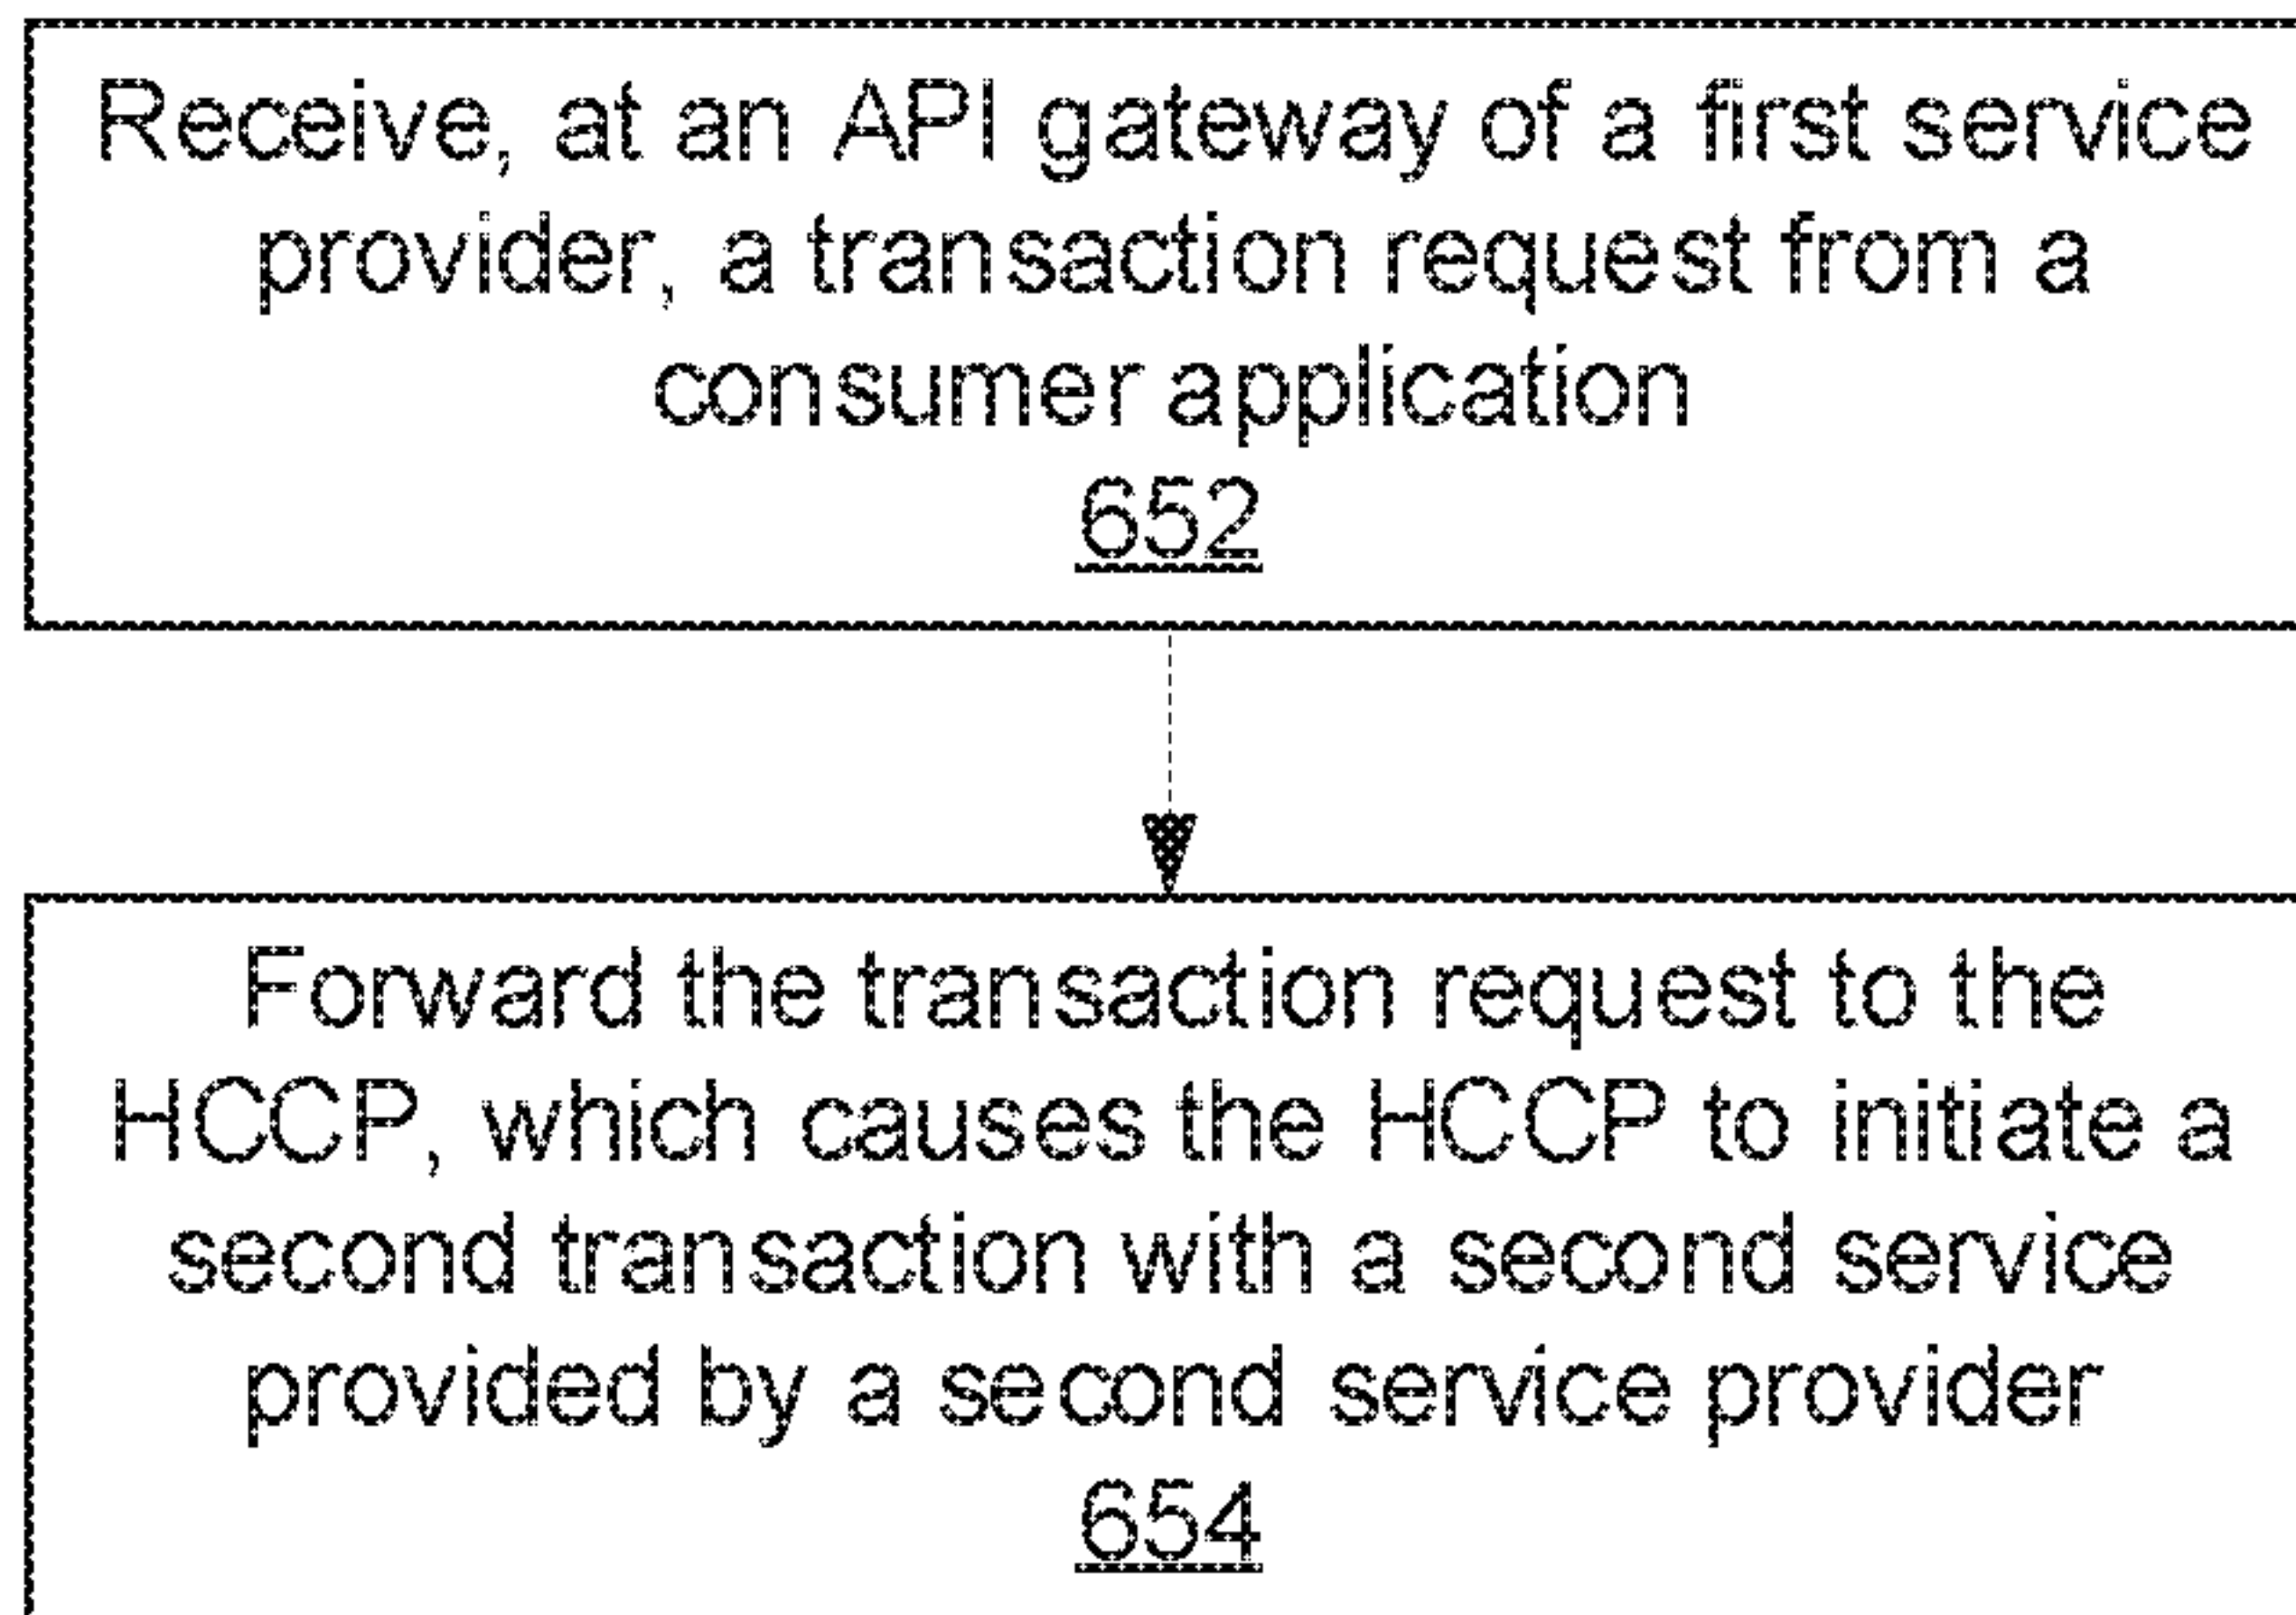 Receive, at an API gateway of a first service
provider, a transaction request from a
consumer application
652
Forward the transaction request to the
HCCP, which causes the HCCP to initiate a
second transaction with a second service
provided by a second service provider
654